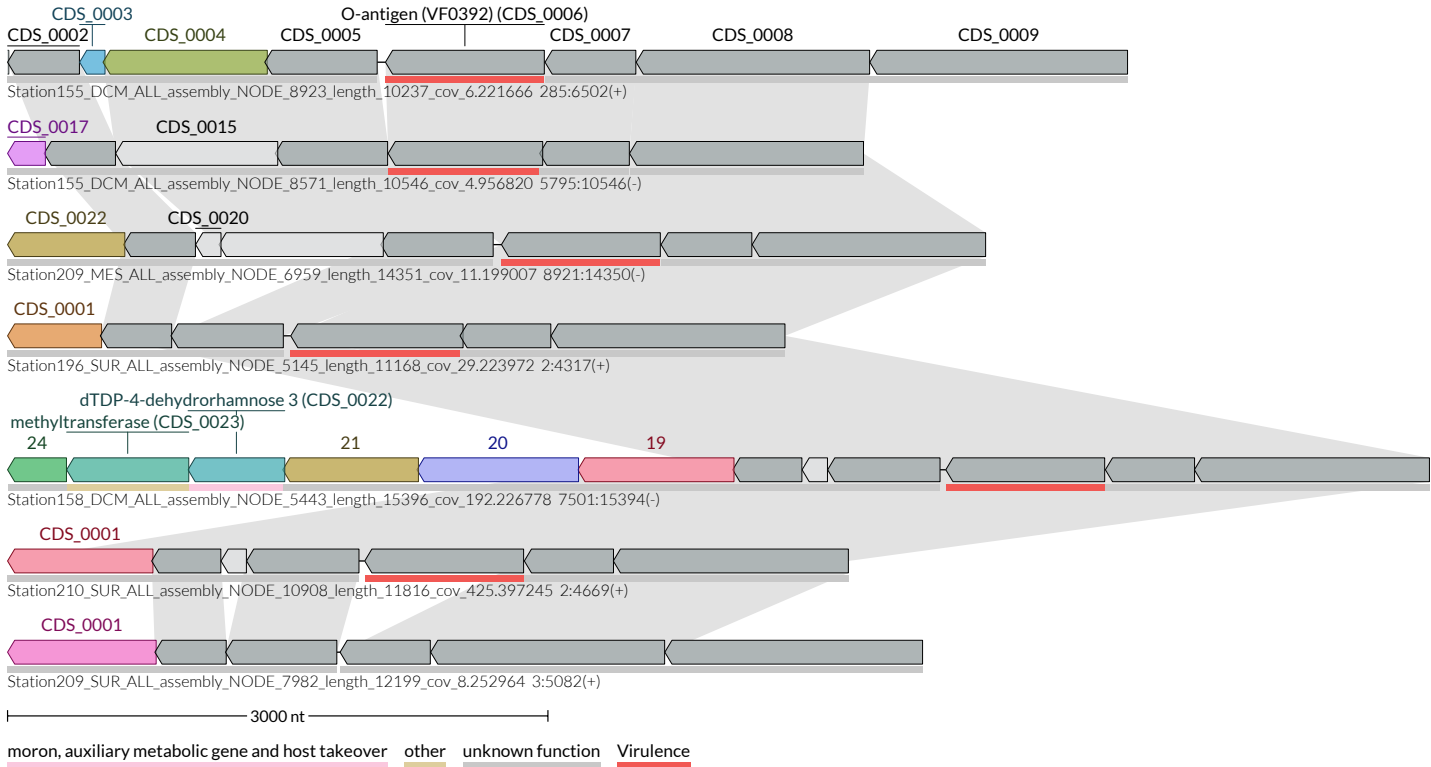 CDS_0003 O-antigen (VF0392) (CDS_0006)
CDS_0002 CDS_0004 CDS_0005 CDS_0007 CDS_0008 CDS_0009
Station155_DCM_ALL_assembly_NODE_8923_length_10237_cov_6.221666 285:6502(+)
CDS_0017 CDS_0015
Station155_DCM_ALL_assembly_NODE_8571_length_10546_cov_4.956820 5795:10546(-)
CDS_0022 CDS_0020
Station209_MES_ALL_assembly_NODE_6959_length_14351_cov_11.199007 8921:14350(-)
CDS_0001
Station196_SUR_ALL_assembly_NODE_5145_length_11168_cov_29.223972 2:4317(+)
dTDP-4-dehydrorhamnose 3 (CDS_0022)
methyltransferase (CDS_0023)
24 21 20 19
Station158_DCM_ALL_assembly_NODE_5443_length_15396_cov_192.226778 7501:15394(-)
CDS_0001
Station210_SUR_ALL_assembly_NODE_10908_length_11816_cov_425.397245 2:4669(+)
CDS_0001
Station209_SUR_ALL_assembly_NODE_7982_length_12199_cov_8.252964 3:5082(+)
3000 nt
moron, auxiliary metabolic gene and host takeover other unknown function Virulence